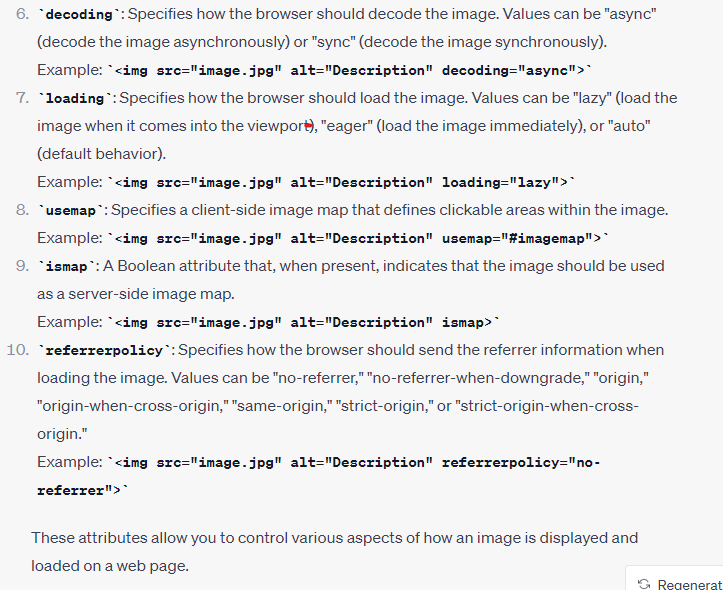 6. `decoding`: Specifies how the browser should decode the image. Values can be "async"
(decode the image asynchronously) or "sync" (decode the image synchronously).
Example: `<img src="image.jpg" alt="Description" decoding="async">`
7. `loading`: Specifies how the browser should load the image. Values can be "lazy" (load the
image when it comes into the viewport), "eager" (load the image immediately), or "auto"
(default behavior).
Example: `<img src="image.jpg" alt="Description" loading="lazy">`
8. `usemap`: Specifies a client-side image map that defines clickable areas within the image.
Example: `<img src="image.jpg" alt="Description" usemap="#imagemap">`
9. `ismap`: A Boolean attribute that, when present, indicates that the image should be used
as a server-side image map.
Example: `<img src="image.jpg" alt="Description" ismap>`
10. `referrerpolicy`: Specifies how the browser should send the referrer information when
loading the image. Values can be "no-referrer," "no-referrer-when-downgrade," "origin,"
"origin-when-cross-origin," "same-origin," "strict-origin," or "strict-origin-when-cross-
origin."
Example: `<img src="image.jpg" alt="Description" referrerpolicy="no-
referrer">`
These attributes allow you to control various aspects of how an image is displayed and
loaded on a web page.
Regenerat